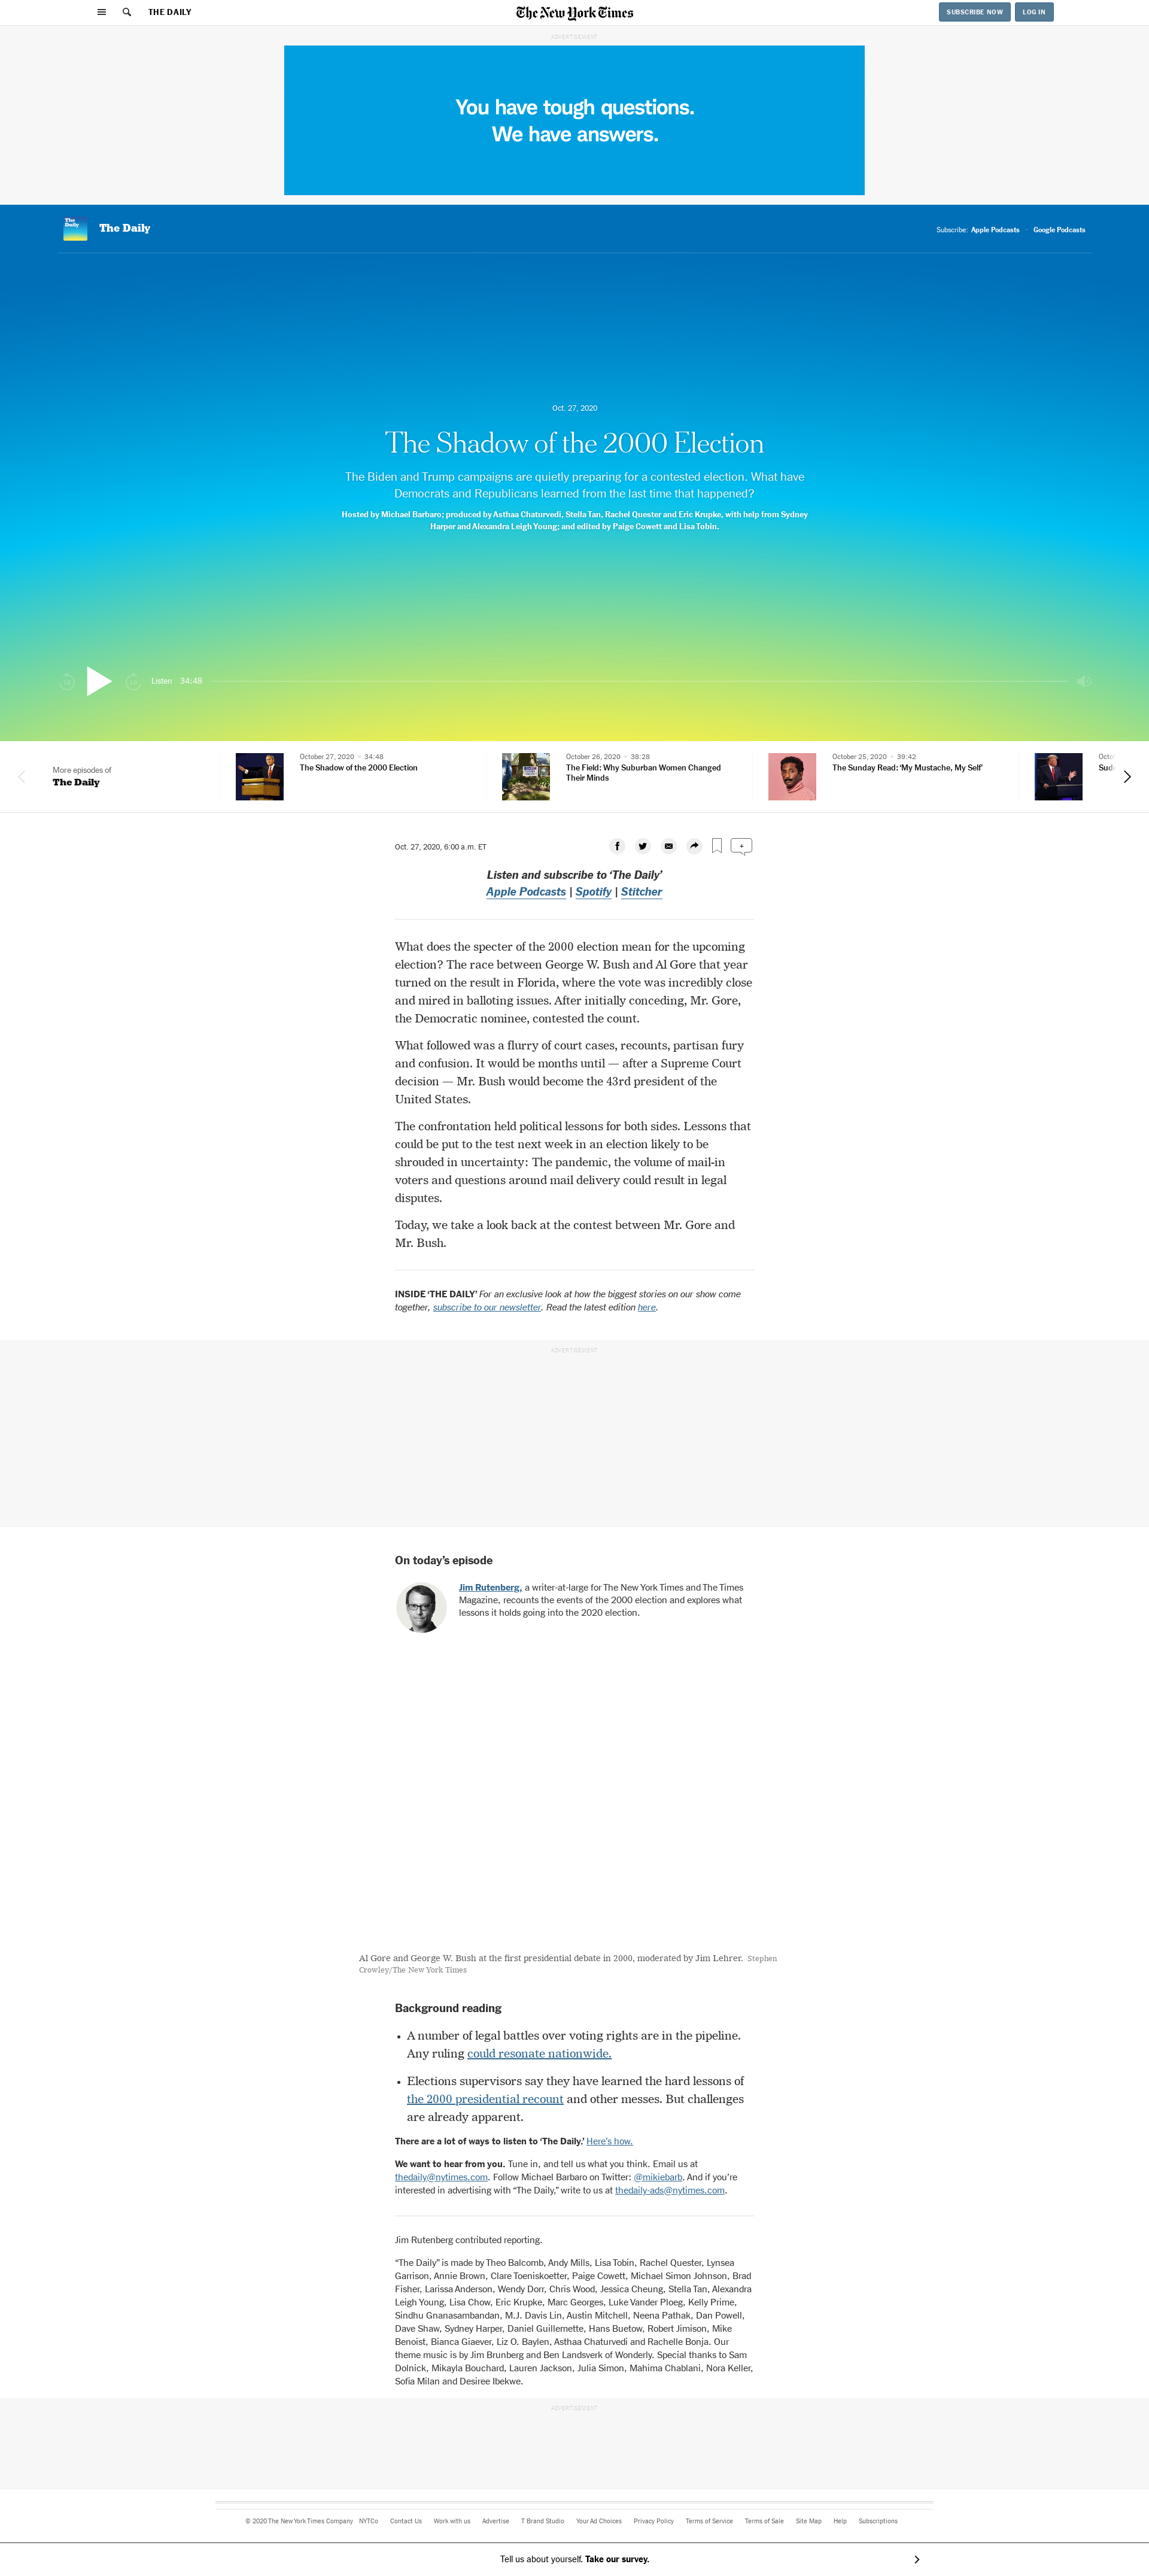 THE DAILY
The New York Times
SUBSCRIBE NOW
LOG IN
ADVERTISEMENT
You have tough questions.
We have answers.
The Daily
The Daily
Subscribe: Apple Podcasts
Google Podcasts
Oct. 27, 2020
The Shadow of the 2000 Election
The Biden and Trump campaigns are quietly preparing for a contested election. What have
Democrats and Republicans learned from the last time that happened?
Hosted by Michael Barbaro; produced by Asthaa Chaturvedi, Stella Tan, Rachel Quester and Eric Krupke, with help from Sydney
Harper and Alexandra Leigh Young; and edited by Paige Cowett and Lisa Tobin.
Listen 34:48
More episodes of
The Daily
October 27, 2020 • 34:48
The Shadow of the 2000 Election
October 26, 2020 • 38:28
The Field: Why Suburban Women Changed
Their Minds
October 25, 2020 • 39:42
The Sunday Read: ‘My Mustache, My Self’
Oct. 27, 2020, 6:00 a.m. ET
Listen and subscribe to ‘The Daily’
Apple Podcasts | Spotify | Stitcher
What does the specter of the 2000 election mean for the upcoming
election? The race between George W. Bush and Al Gore that year
turned on the result in Florida, where the vote was incredibly close
and mired in balloting issues. After initially conceding, Mr. Gore,
the Democratic nominee, contested the count.
What followed was a flurry of court cases, recounts, partisan fury
and confusion. It would be months until — after a Supreme Court
decision — Mr. Bush would become the 43rd president of the
United States.
The confrontation held political lessons for both sides. Lessons that
could be put to the test next week in an election likely to be
shrouded in uncertainty: The pandemic, the volume of mail-in
voters and questions around mail delivery could result in legal
disputes.
Today, we take a look back at the contest between Mr. Gore and
Mr. Bush.
INSIDE ‘THE DAILY’ For an exclusive look at how the biggest stories on our show come
together, subscribe to our newsletter. Read the latest edition here.
ADVERTISEMENT
On today’s episode
Jim Rutenberg, a writer-at-large for The New York Times and The Times
Magazine, recounts the events of the 2000 election and explores what
lessons it holds going into the 2020 election.
Al Gore and George W. Bush at the first presidential debate in 2000, moderated by Jim Lehrer. Stephen
Crowley/The New York Times
Background reading
• A number of legal battles over voting rights are in the pipeline.
Any ruling could resonate nationwide.
• Elections supervisors say they have learned the hard lessons of
the 2000 presidential recount and other messes. But challenges
are already apparent.
There are a lot of ways to listen to ‘The Daily.’ Here’s how.
We want to hear from you. Tune in, and tell us what you think. Email us at
thedaily@nytimes.com. Follow Michael Barbaro on Twitter: @mikiebarb. And if you’re
interested in advertising with “The Daily,” write to us at thedaily-ads@nytimes.com.
Jim Rutenberg contributed reporting.
“The Daily” is made by Theo Balcomb, Andy Mills, Lisa Tobin, Rachel Quester, Lynsea
Garrison, Annie Brown, Clare Toeniskoetter, Paige Cowett, Michael Simon Johnson, Brad
Fisher, Larissa Anderson, Wendy Dorr, Chris Wood, Jessica Cheung, Stella Tan, Alexandra
Leigh Young, Lisa Chow, Eric Krupke, Marc Georges, Luke Vander Ploeg, Kelly Prime,
Sindhu Gnanasambandan, M.J. Davis Lin, Austin Mitchell, Neena Pathak, Dan Powell,
Dave Shaw, Sydney Harper, Daniel Guillemette, Hans Buetow, Robert Jimison, Mike
Benoist, Bianca Giaever, Liz O. Baylen, Asthaa Chaturvedi and Rachelle Bonja. Our
theme music is by Jim Brunberg and Ben Landsverk of Wonderly. Special thanks to Sam
Dolnick, Mikayla Bouchard, Lauren Jackson, Julia Simon, Mahima Chablani, Nora Keller,
Sofia Milan and Desiree Ibekwe.
ADVERTISEMENT
© 2020 The New York Times Company NYTCo Contact Us Work with us Advertise T Brand Studio Your Ad Choices Privacy Policy Terms of Service Terms of Sale Site Map Help Subscriptions
Tell us about yourself. Take our survey.